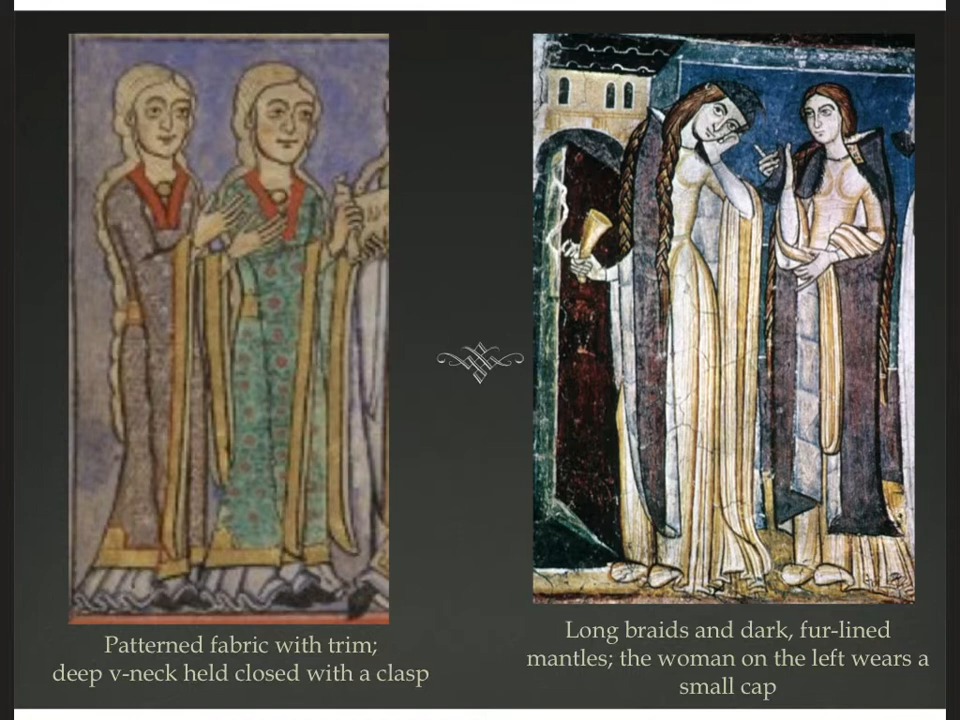 Patterned fabric with trim;
deep v-neck held closed with a clasp
Long braids and dark, fur-lined
mantles; the woman on the left wears a
small cap